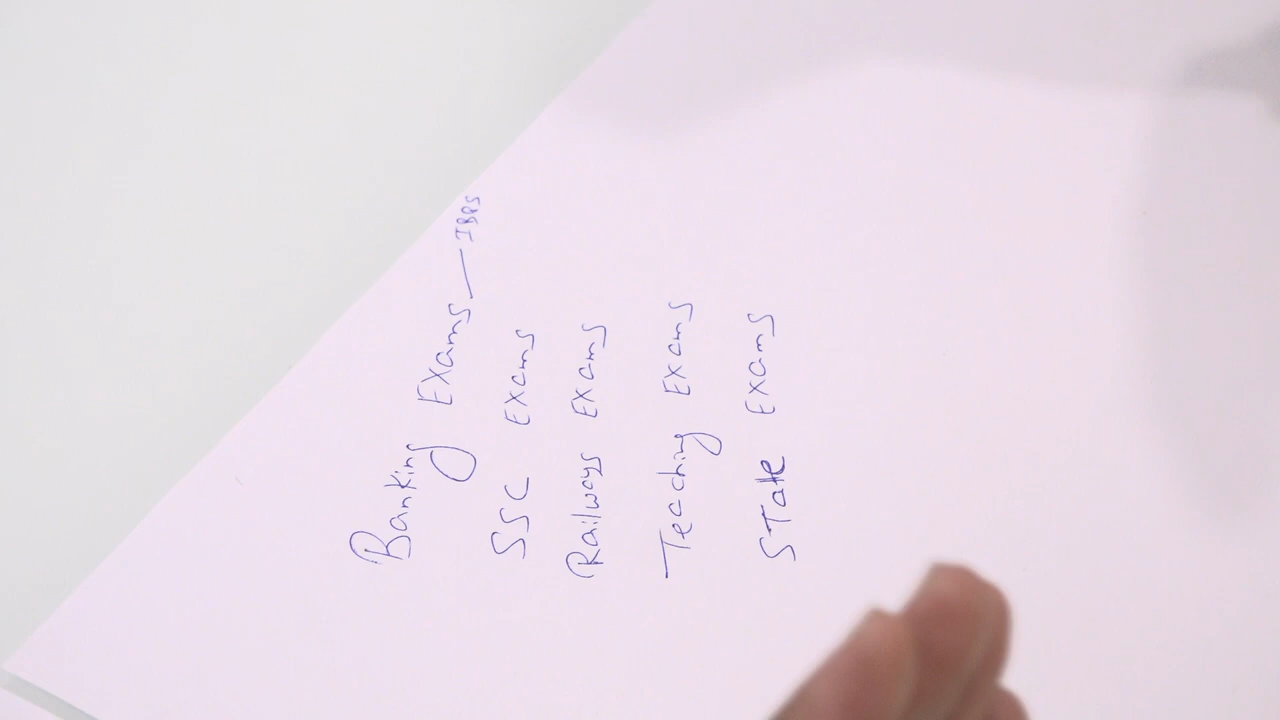 Banking Exams — IBPS
SSC Exams
Railways Exams
Teaching Exams
State Exams